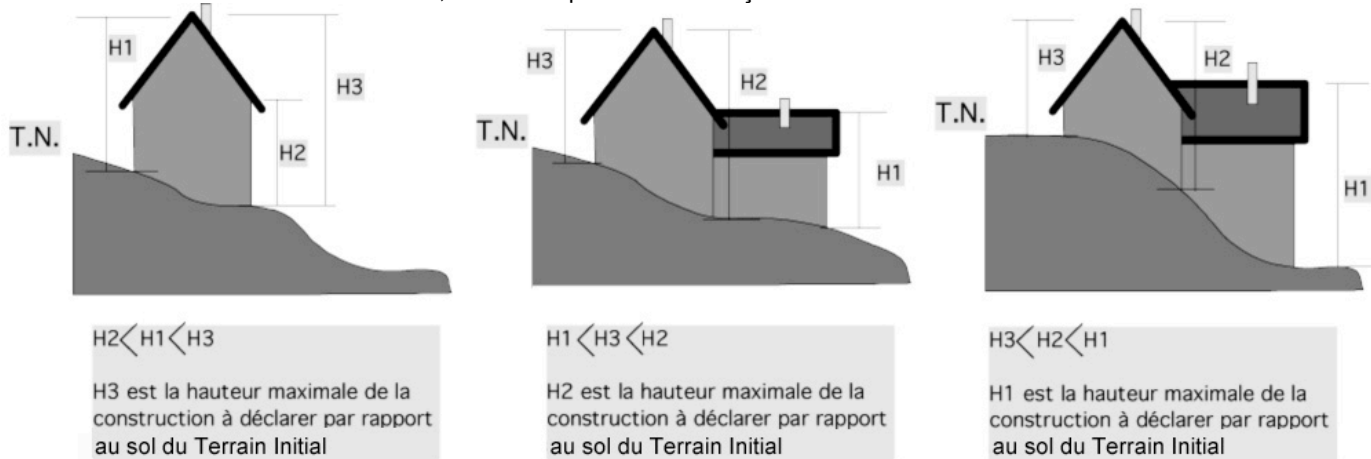 H1
H3
H2
T.N.
H2<H1<H3
H3 est la hauteur maximale de la
construction à déclarer par rapport
au sol du Terrain Initial
H3
H2
T.N.
H1
H1<H3<H2
H2 est la hauteur maximale de la
construction à déclarer par rapport
au sol du Terrain Initial
H3
H2
T.N.
H1
H3<H2<H1
H1 est la hauteur maximale de la
construction à déclarer par rapport
au sol du Terrain Initial